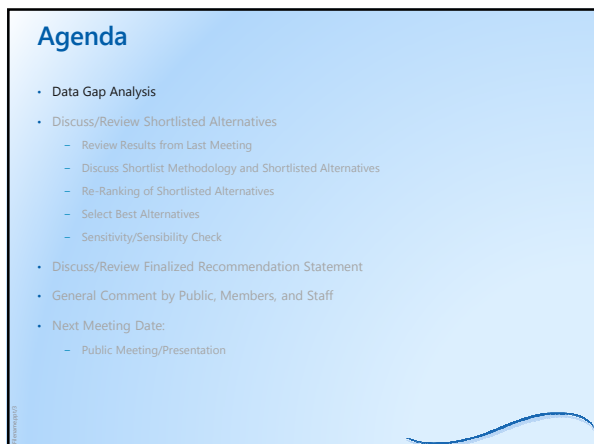 Agenda
• Data Gap Analysis
• Discuss/Review Shortlisted Alternatives
– Review Results from Last Meeting
– Discuss Shortlist Methodology and Shortlisted Alternatives
– Re-Ranking of Shortlisted Alternatives
– Select Best Alternatives
– Sensitivity/Sensibility Check
• Discuss/Review Finalized Recommendation Statement
• General Comment by Public, Members, and Staff
• Next Meeting Date:
– Public Meeting/Presentation